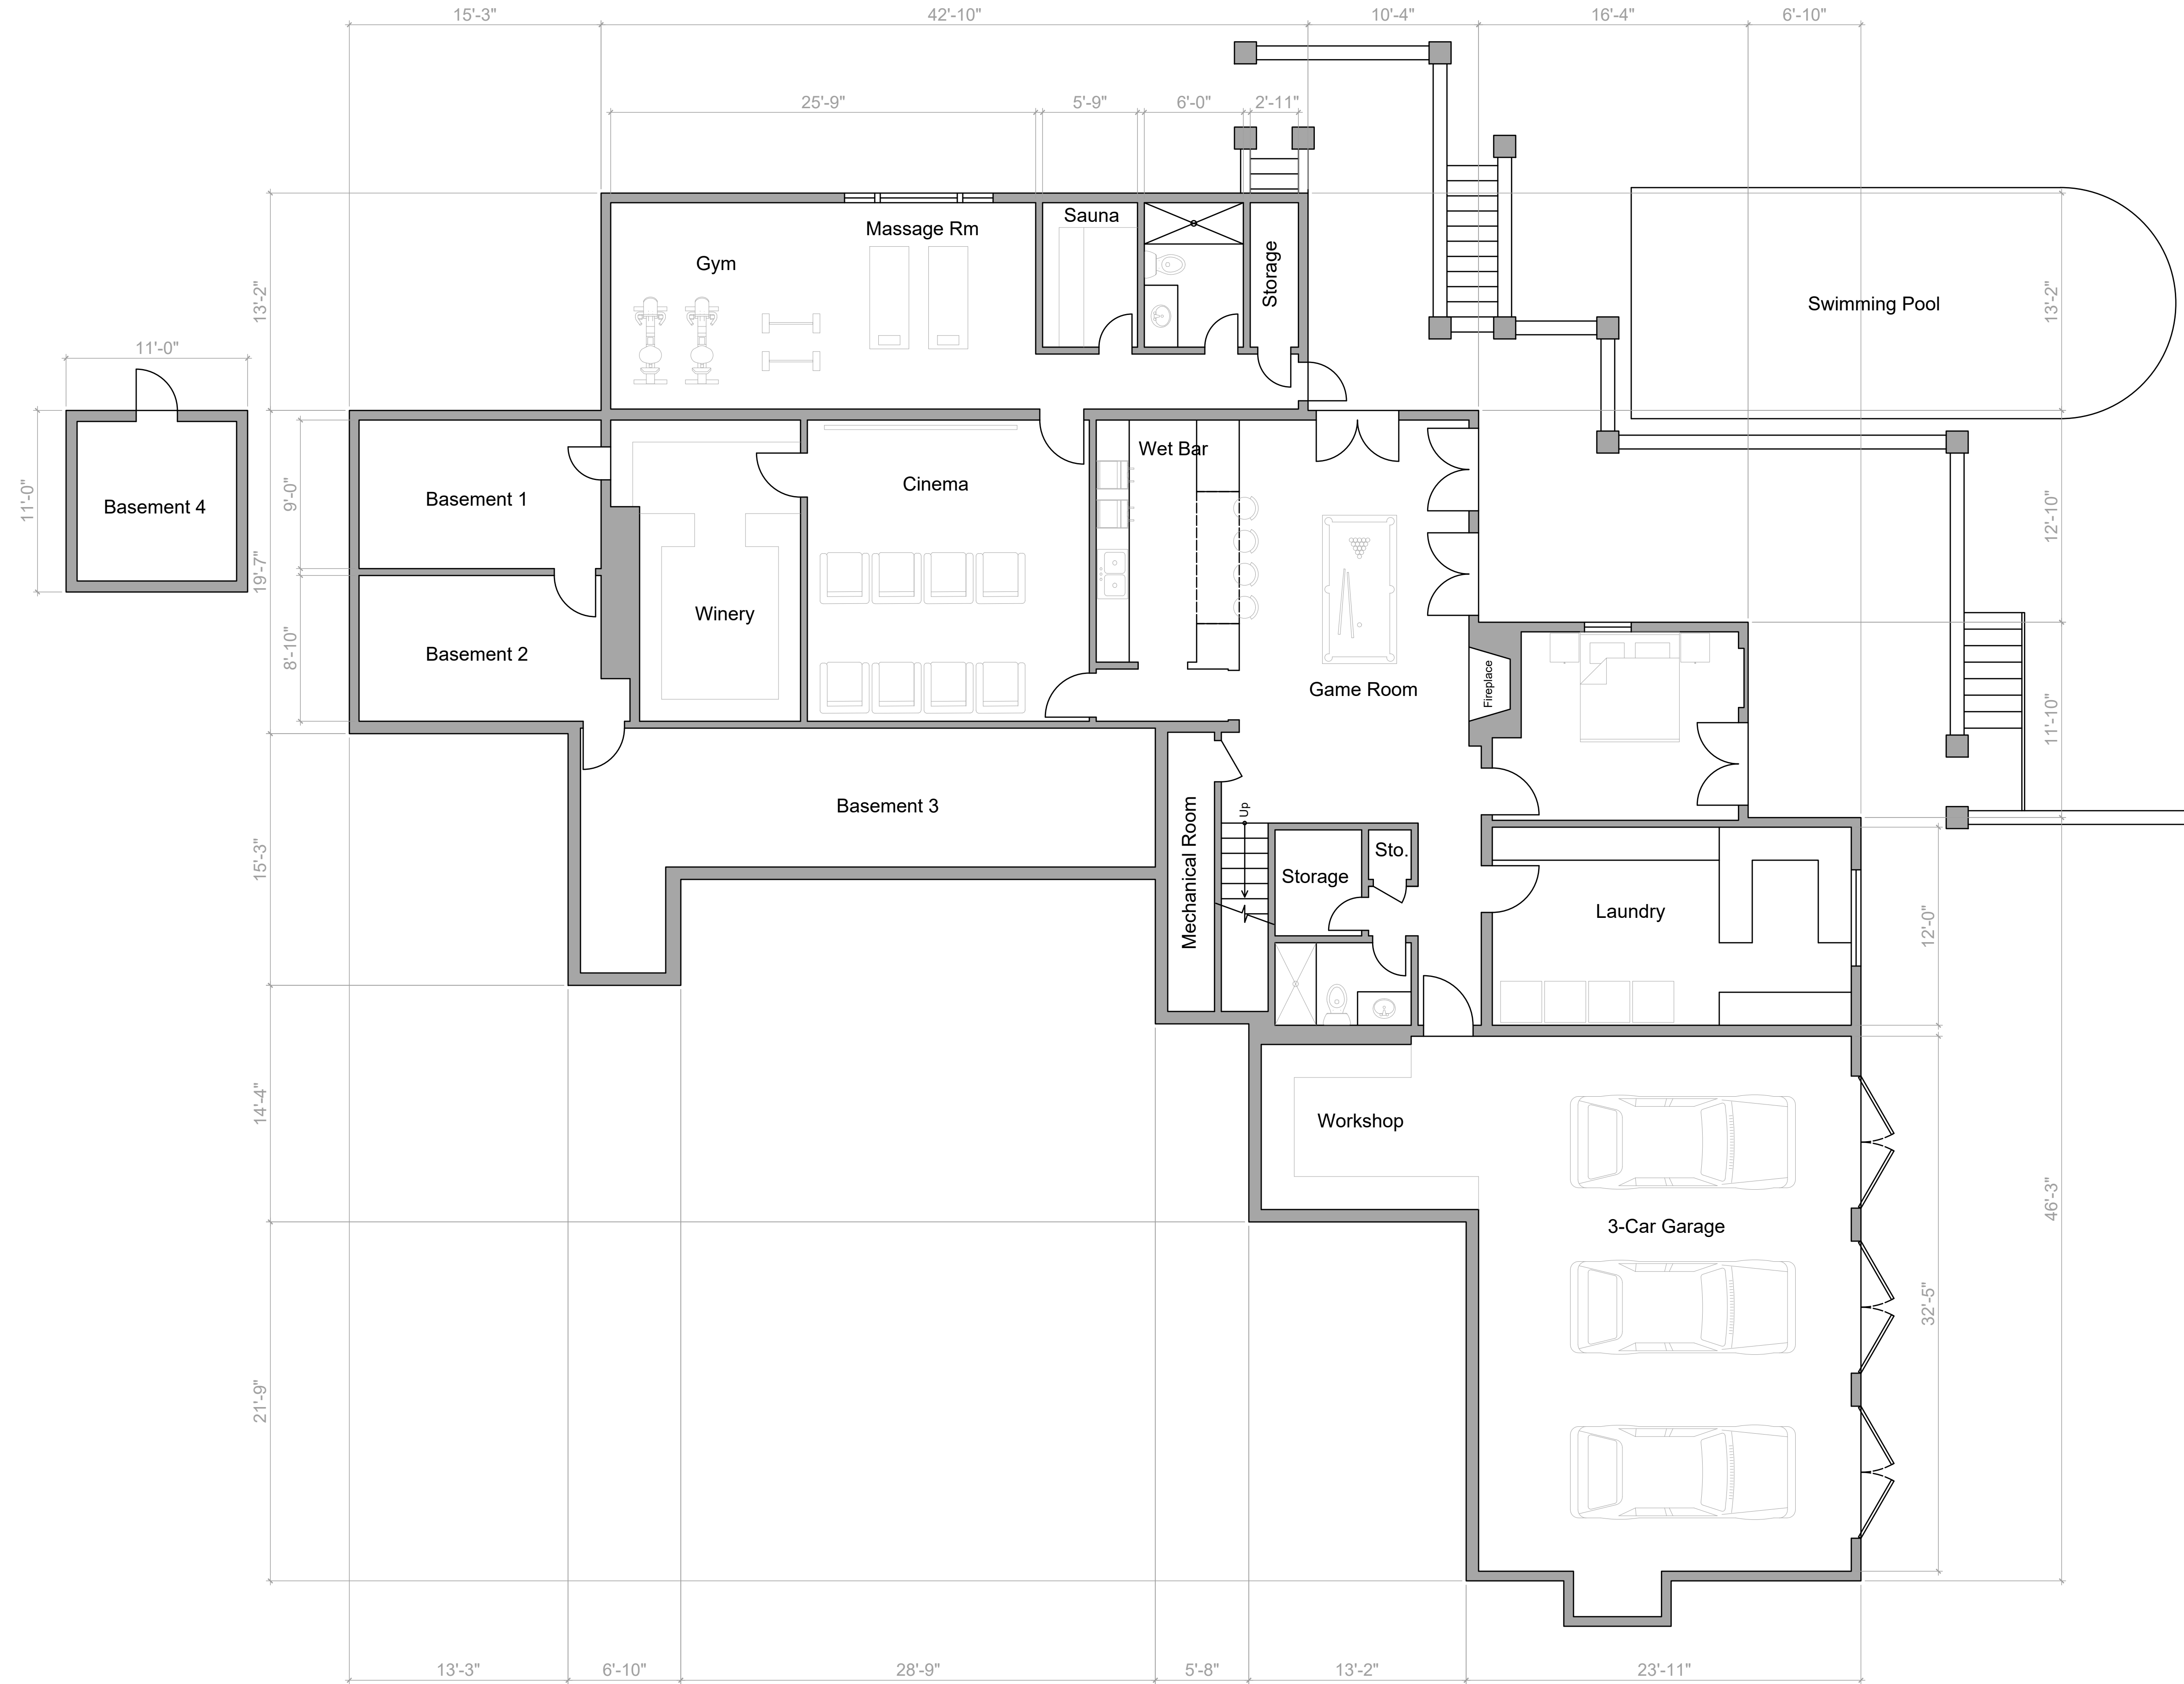 15'-3"
42'-10"
10'-4"
16'-4"
6'-10"
25'-9"
5'-9"
6'-0"
2'-11"
Massage Rm
Sauna
Gym
Storage
13'-2"
Swimming Pool
13'-2"
11'-0"
11'-0"
Basement 4
9'-0"
19'-7"
8'-10"
Basement 1
Wet Bar
Cinema
12'-10"
Winery
Basement 2
Game Room
Fireplace
11'-10"
Basement 3
Up
Mechanical Room
Sto.
Storage
15'-3"
Laundry
12'-0"
14'-4"
Workshop
3-Car Garage
46'-3"
32'-5"
21'-9"
13'-3"
6'-10"
28'-9"
5'-8"
13'-2"
23'-11"